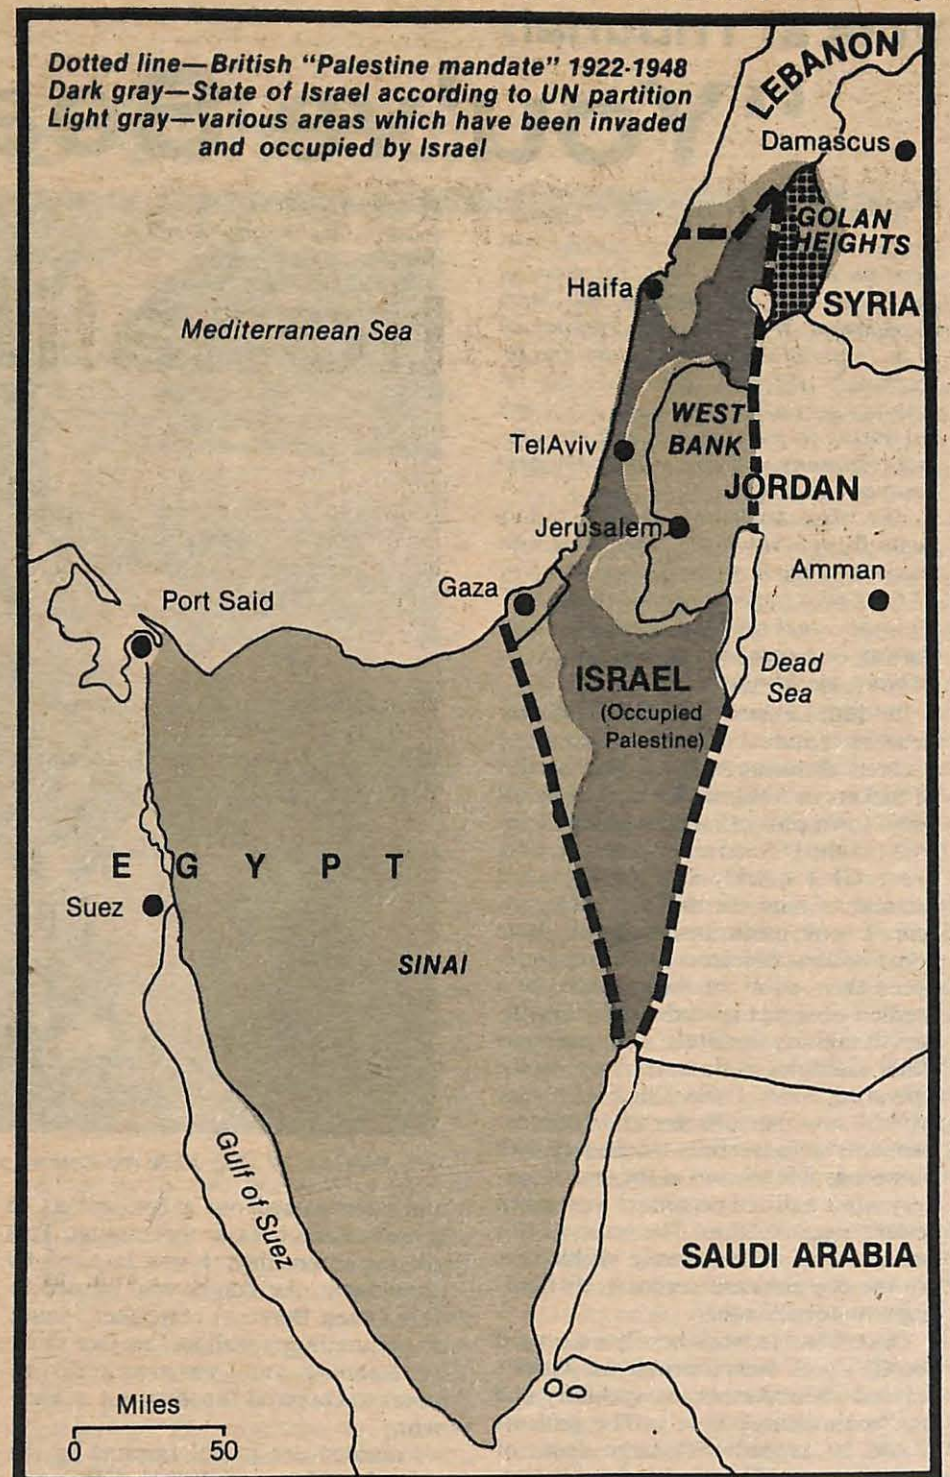 Dotted line—British "Palestine mandate" 1922-1948
Dark gray—State of Israel according to UN partition
Light gray—various areas which have been invaded
and occupied by Israel
LEBANON
Damascus
GOLAN
HEIGHTS
Haifa
SYRIA
Mediterranean Sea
WEST
BANK
TelAviv
JORDAN
Jerusalem
Amman
Gaza
Port Said
Dead
Sea
ISRAEL
(Occupied
Palestine)
EGYPT
Suez
SINAI
Gulf of Suez
SAUDI ARABIA
Miles
0 50